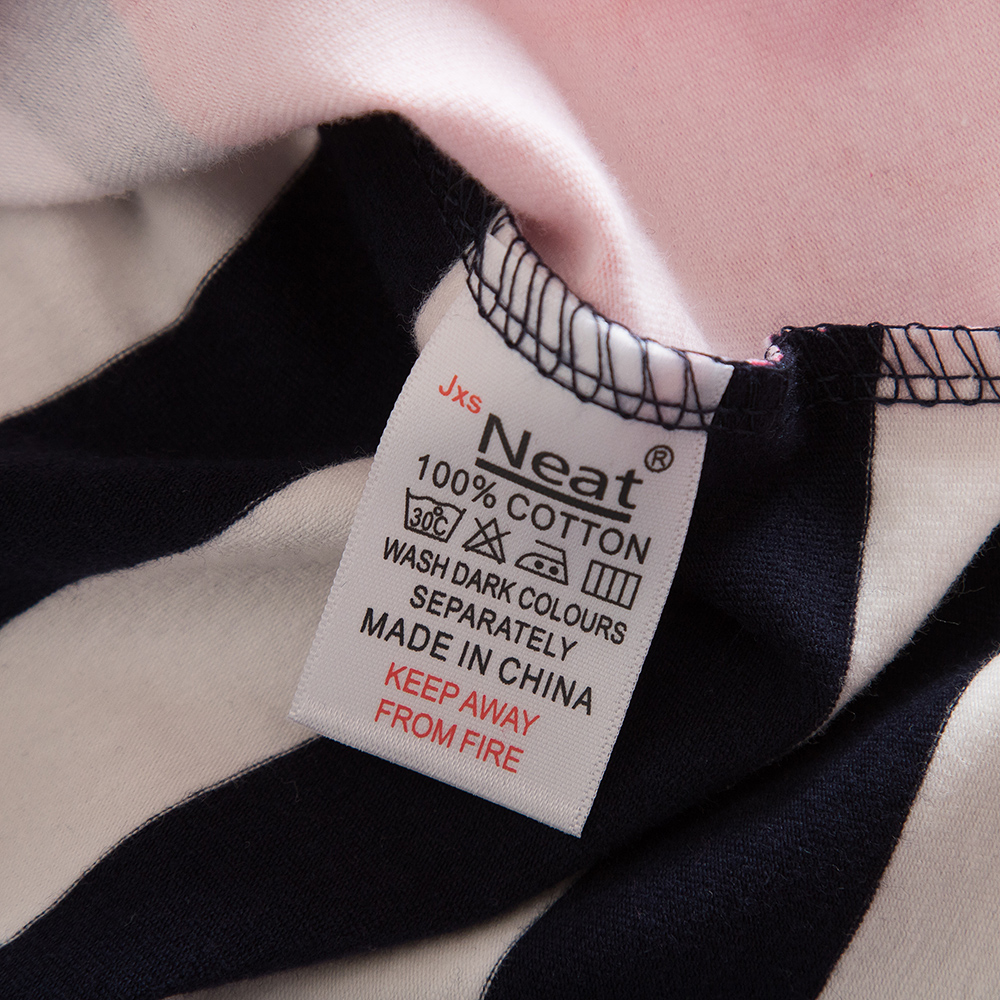 Jxs
Neat®
100% COTTON
30°C
WASH DARK COLOURS
SEPARATELY
MADE IN CHINA
KEEP AWAY
FROM FIRE